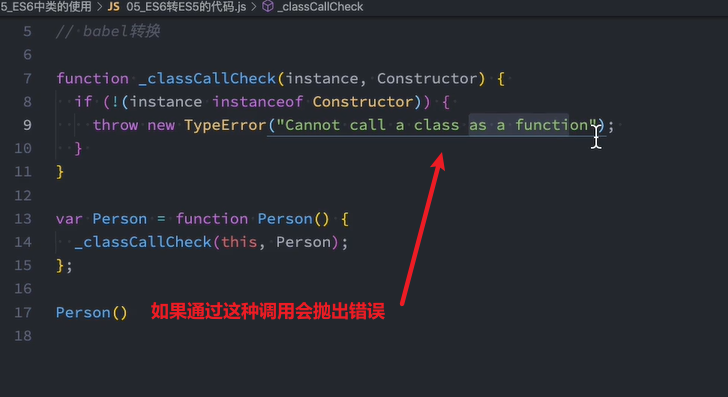 5_ES6中类的使用 > JS 05_ES6转ES5的代码.js > _classCallCheck
5 // babel转换
6
7 function _classCallCheck(instance, Constructor) {
8 if (!(instance instanceof Constructor)) {
9 throw new TypeError("Cannot call a class as a function");
10 }
11 }
12
13 var Person = function Person() {
14 _classCallCheck(this, Person);
15 };
16
17 Person() 如果通过这种调用会抛出错误
18